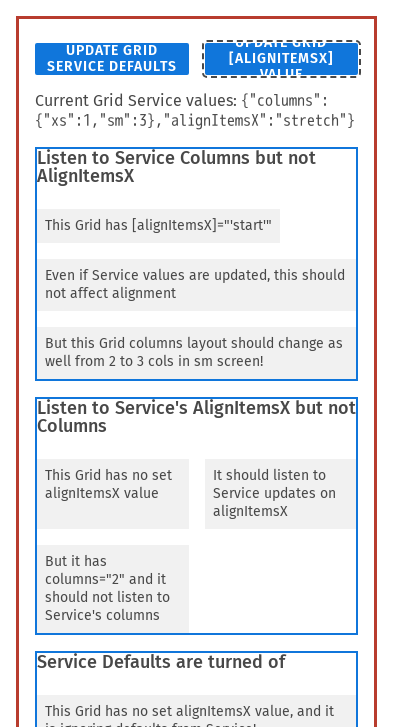 UPDATE GRID
SERVICE DEFAULTS
UPDATE GRID
[ALIGNITEMSX]
VALUE
Current Grid Service values: {"columns":
{"xs":1,"sm":3},"alignItemsX":"stretch"}
Listen to Service Columns but not
AlignItemsX
This Grid has [alignItemsX]="'start'"
Even if Service values are updated, this should
not affect alignment
But this Grid columns layout should change as
well from 2 to 3 cols in sm screen!
Listen to Service's AlignItemsX but not
Columns
This Grid has no set
alignItemsX value
It should listen to
Service updates on
alignItemsX
But it has
columns="2" and it
should not listen to
Service's columns
Service Defaults are turned of
This Grid has no set alignItemsX value, and it
is ignoring defaults from Service!